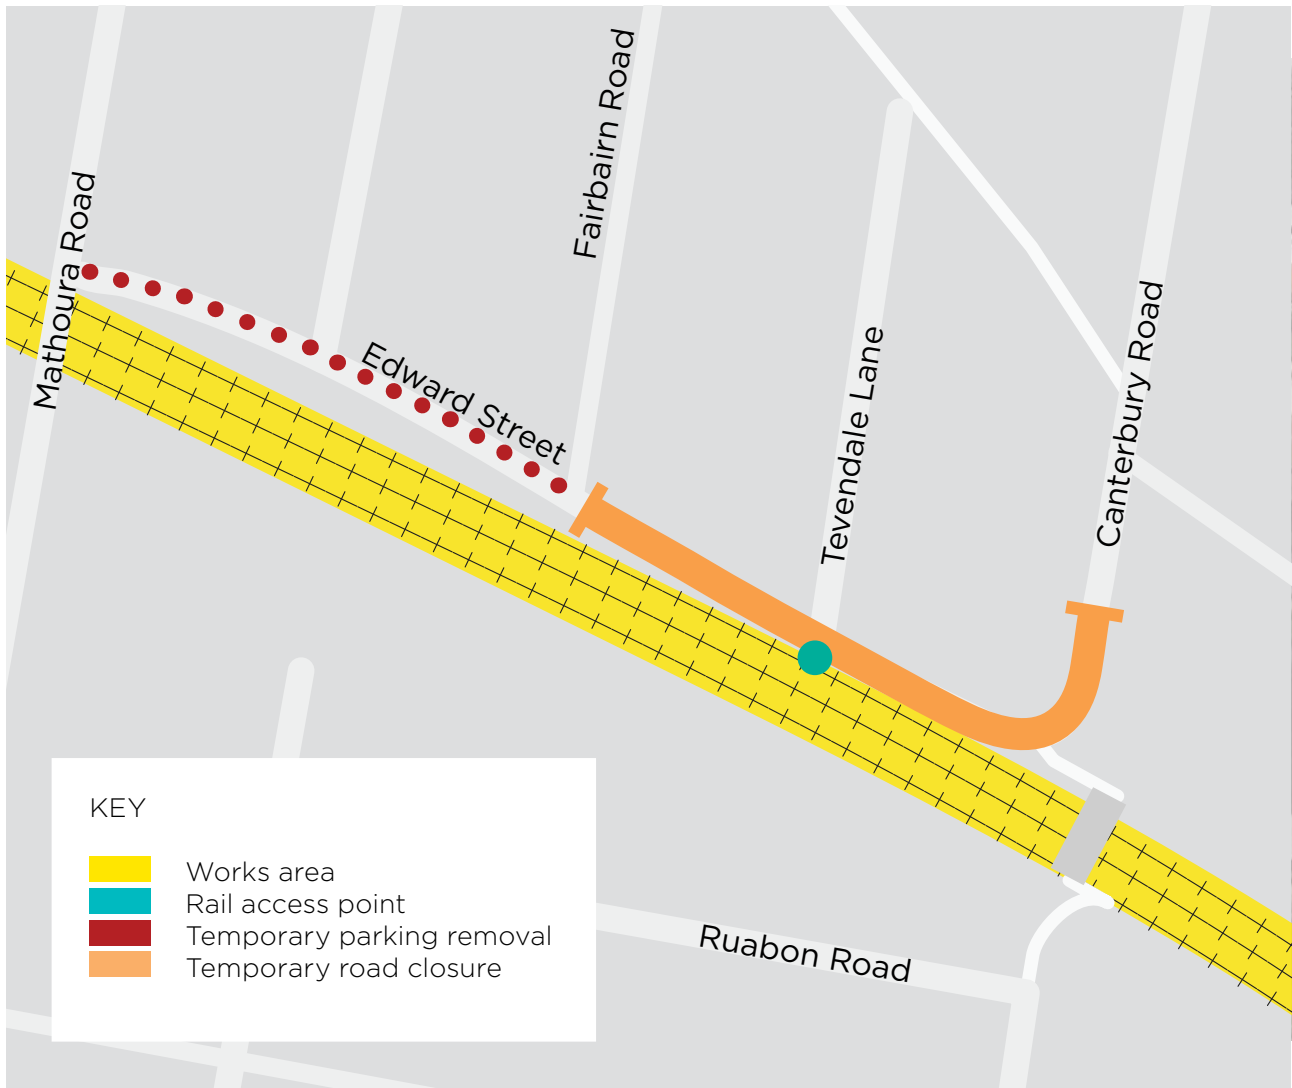 Fairbairn Road
Mathoura Road
Edward Street
Tevendale Lane
Canterbury Road
KEY
Works area
Rail access point
Temporary parking removal
Temporary road closure
Ruabon Road